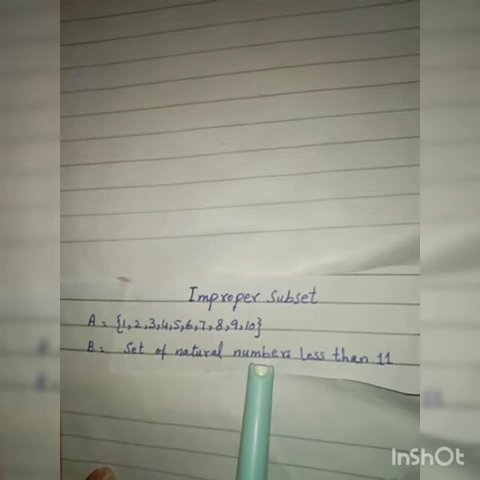 Improper Subset
A = {1,2,3,4,5,6,7,8,9,10}
B = Set of natural numbers less than 11
InShOt